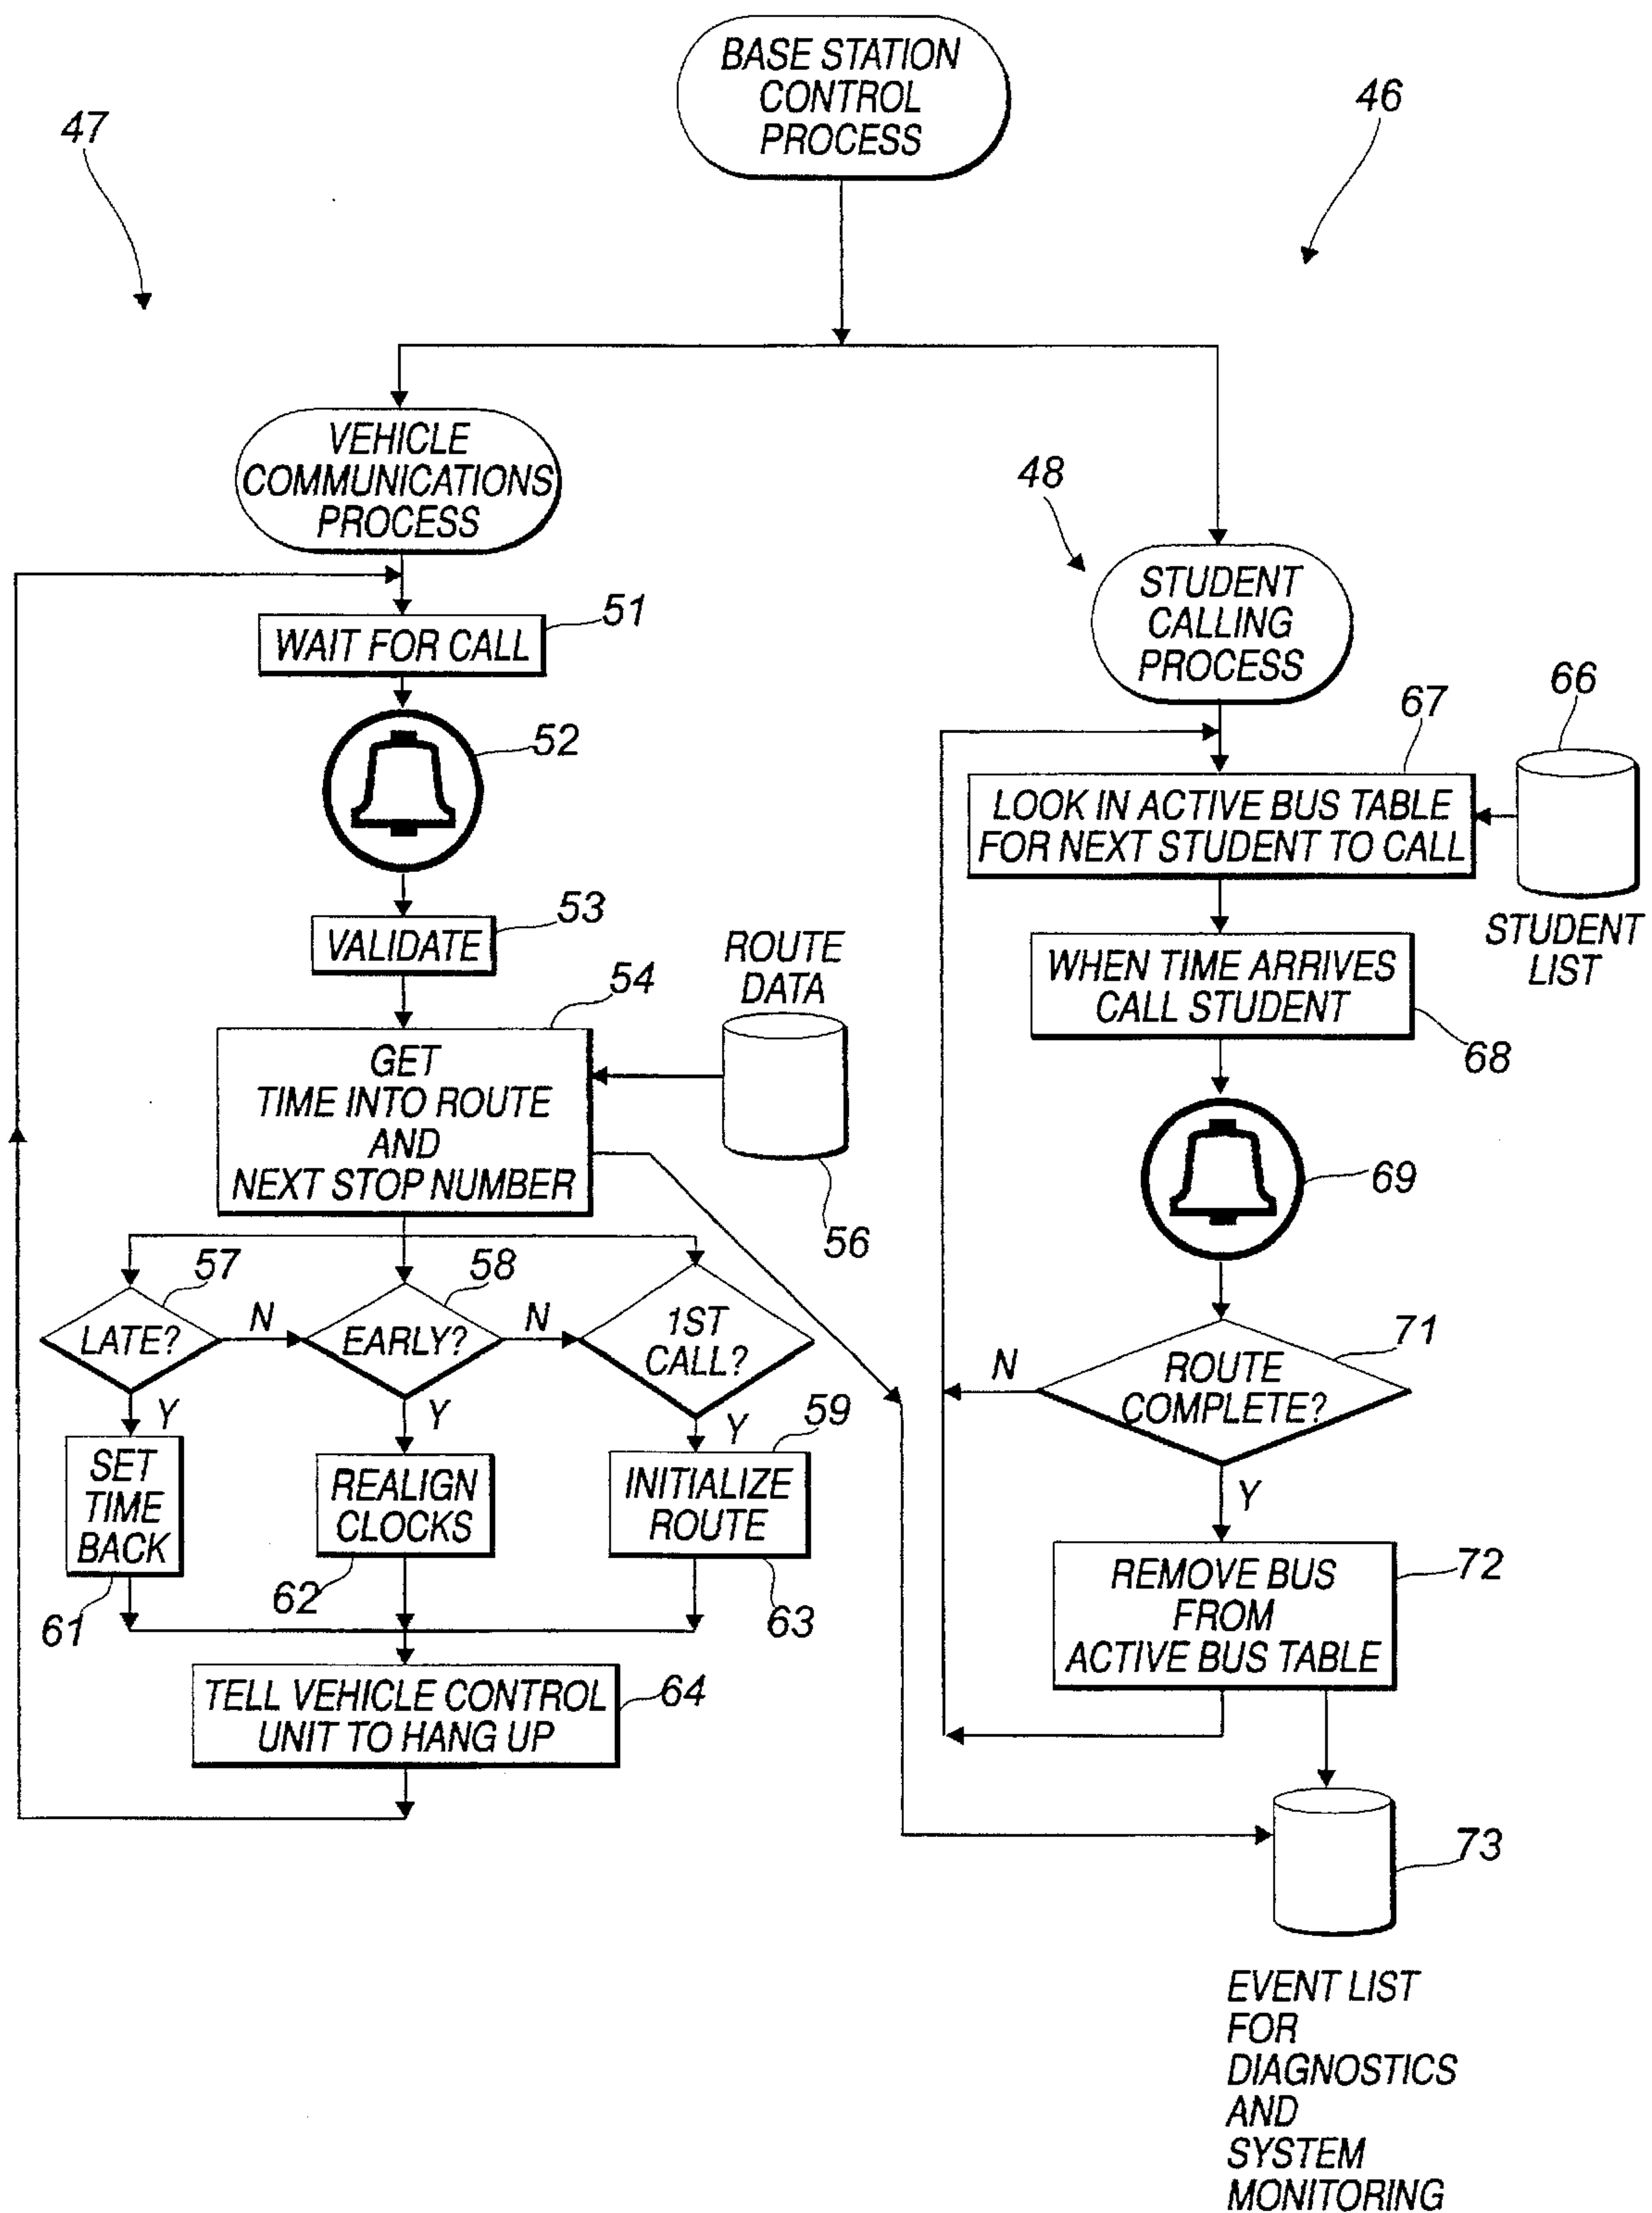 BASE STATION
CONTROL
PROCESS
47
46
VEHICLE
COMMUNICATIONS
PROCESS
48
STUDENT
CALLING
PROCESS
51
WAIT FOR CALL
52
67
66
LOOK IN ACTIVE BUS TABLE
FOR NEXT STUDENT TO CALL
STUDENT
LIST
53
VALIDATE
ROUTE
DATA
WHEN TIME ARRIVES
CALL STUDENT
68
54
GET
TIME INTO ROUTE
AND
NEXT STOP NUMBER
56
69
57
LATE?
N
58
EARLY?
N
1ST
CALL?
71
ROUTE
COMPLETE?
N
Y
Y
Y
Y
59
SET
TIME
BACK
REALIGN
CLOCKS
INITIALIZE
ROUTE
61
62
63
REMOVE BUS
FROM
ACTIVE BUS TABLE
72
TELL VEHICLE CONTROL
UNIT TO HANG UP
64
73
EVENT LIST
FOR
DIAGNOSTICS
AND
SYSTEM
MONITORING